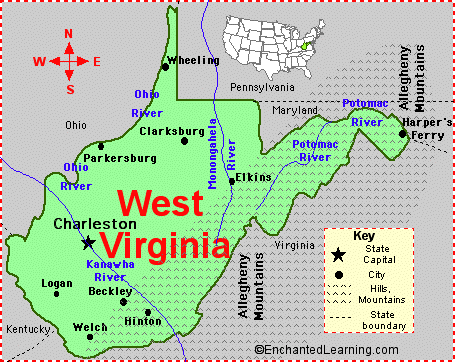 N
W
E
S
Wheeling
Pennsylvania
Allegheny
Mountains
Ohio
River
Maryland
Potomac
River
Harper's
Ferry
Ohio
Clarksburg
Parkersburg
Monongahela
River
Potomac
River
Ohio
River
Elkins
West
Virginia
Charleston
Virginia
Kanawha
River
Allegheny
Mountains
Logan
Beckley
Hinton
Welch
Kentucky
Key
State
Capital
City
Hills,
Mountains
State
boundary
©EnchantedLearning.com